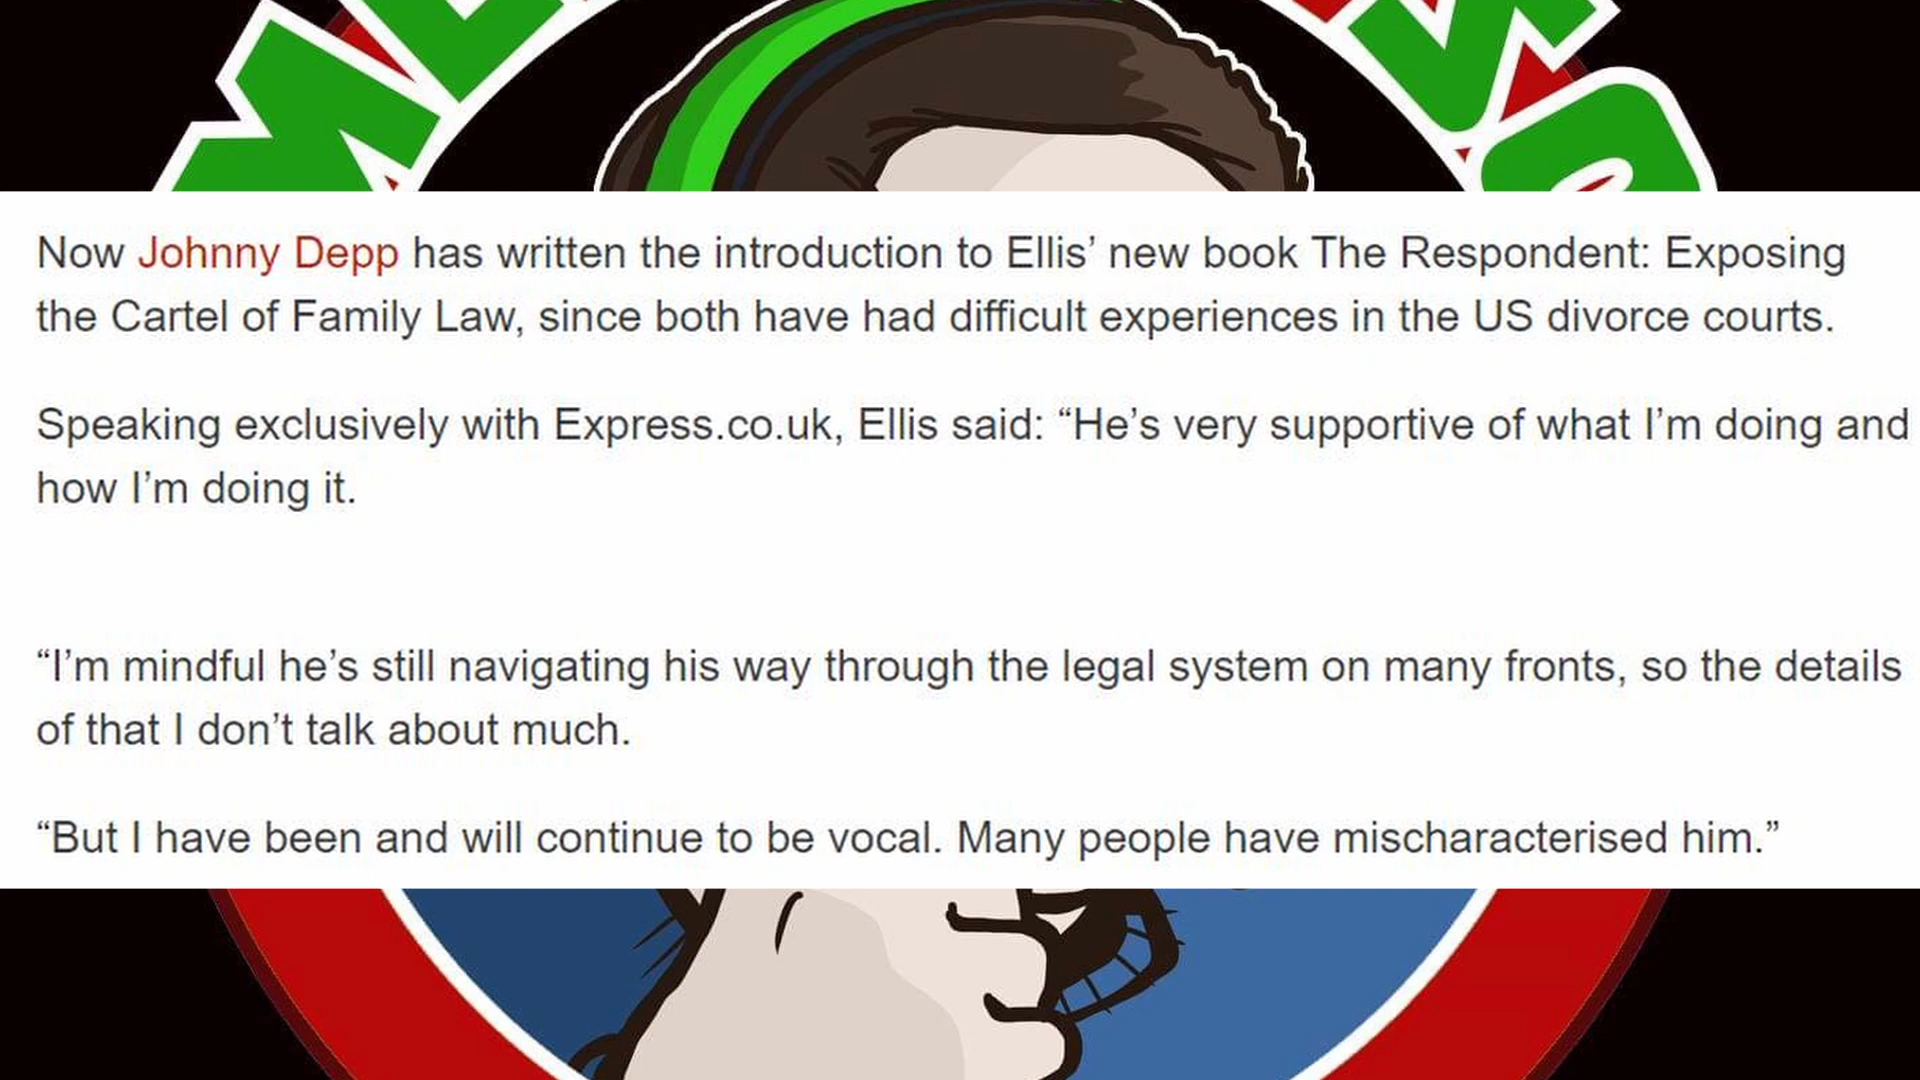 Now Johnny Depp has written the introduction to Ellis’ new book The Respondent: Exposing
the Cartel of Family Law, since both have had difficult experiences in the US divorce courts.
Speaking exclusively with Express.co.uk, Ellis said: “He’s very supportive of what I’m doing and
how I’m doing it.
“I’m mindful he’s still navigating his way through the legal system on many fronts, so the details
of that I don’t talk about much.
“But I have been and will continue to be vocal. Many people have mischaracterised him.”